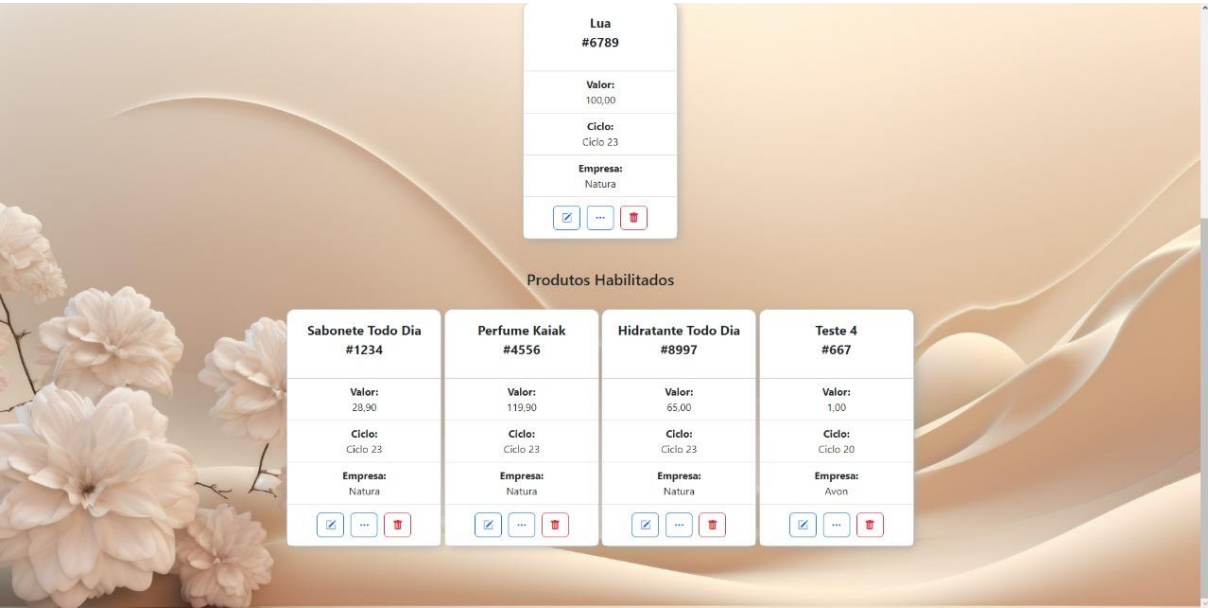 Lua
#6789
Valor:
100,00
Ciclo:
Ciclo 23
Empresa:
Natura
Produtos Habilitados
Sabonete Todo Dia
#1234
Valor:
28,90
Ciclo:
Ciclo 23
Empresa:
Natura
Perfume Kaiak
#4556
Valor:
119,90
Ciclo:
Ciclo 23
Empresa:
Natura
Hidratante Todo Dia
#8997
Valor:
65,00
Ciclo:
Ciclo 23
Empresa:
Natura
Teste 4
#667
Valor:
1,00
Ciclo:
Ciclo 20
Empresa:
Avon